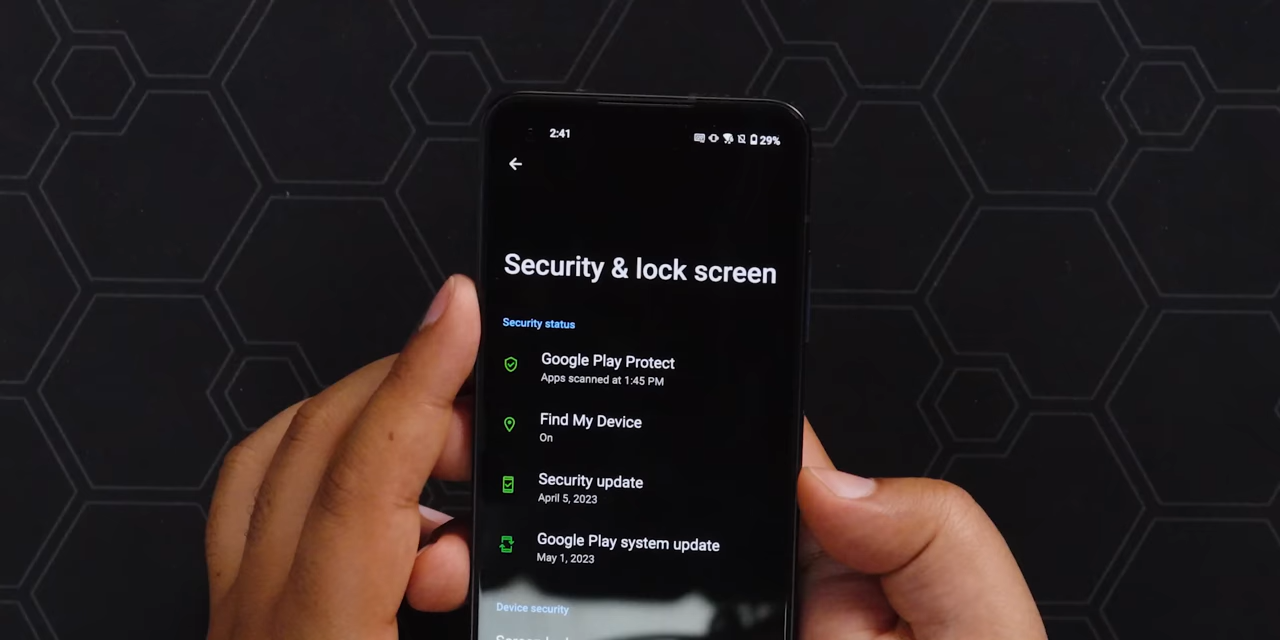 2:41
29%
Security & lock screen
Security status
Google Play Protect
Apps scanned at 1:45 PM
Find My Device
On
Security update
April 5, 2023
Google Play system update
May 1, 2023
Device security